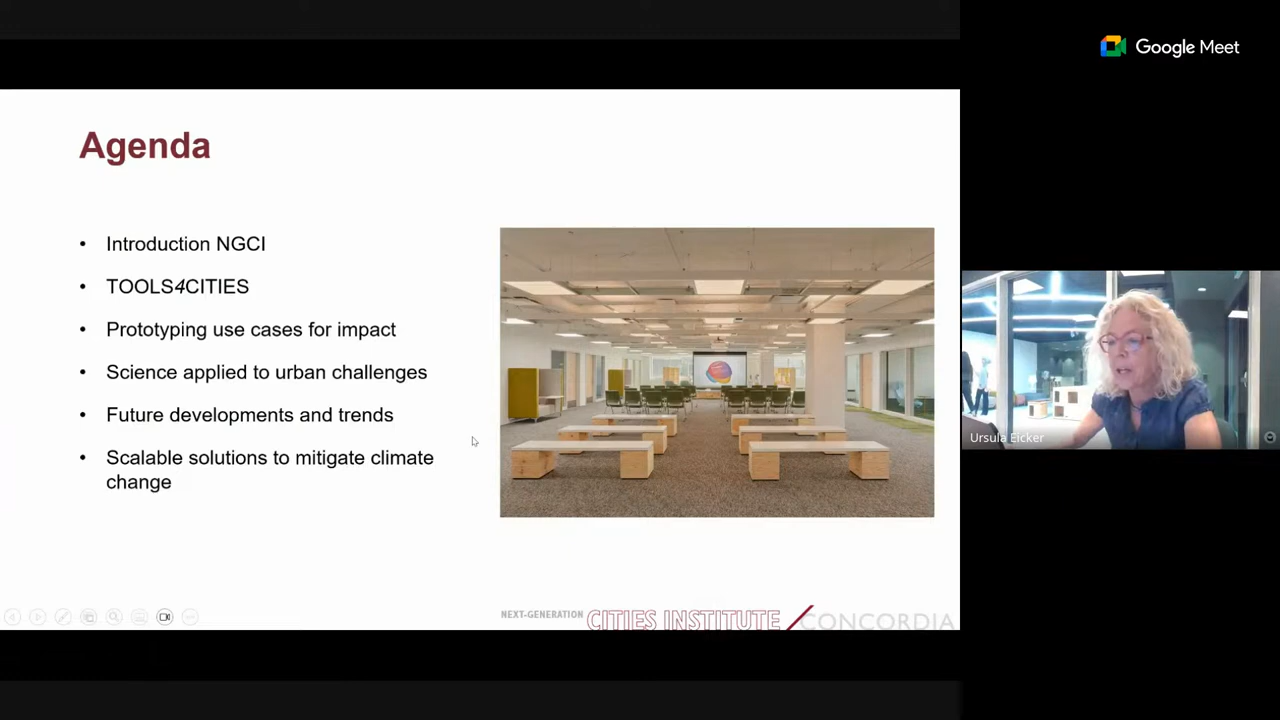 Google Meet
Agenda
• Introduction NGCI
• TOOLS4CITIES
• Prototyping use cases for impact
• Science applied to urban challenges
• Future developments and trends
• Scalable solutions to mitigate climate
change
Ursula Eicker
NEXT-GENERATION CITIES INSTITUTE CONCORDIA